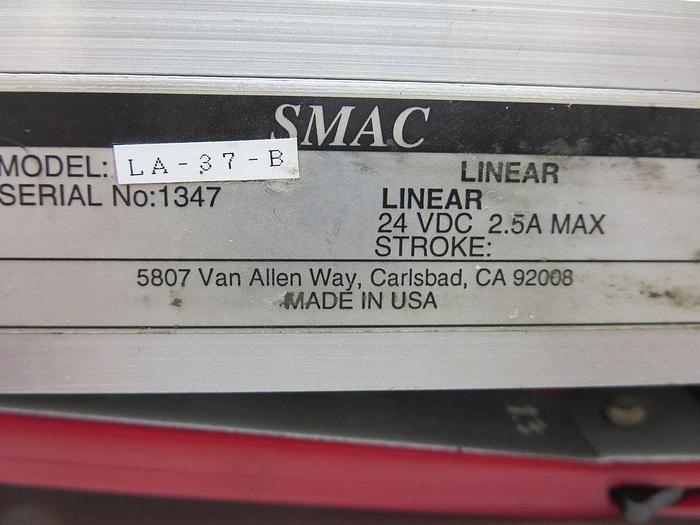 SMAC
MODEL: LA-37-B
LINEAR
SERIAL No:1347
LINEAR
24 VDC 2.5A MAX
STROKE:
5807 Van Allen Way, Carlsbad, CA 92008
MADE IN USA
13